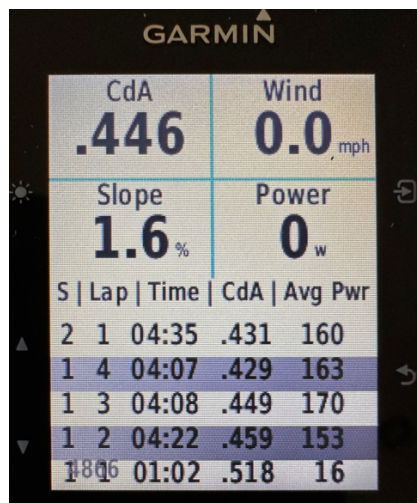 GARMIN
CdA Wind
.446 0.0 mph
Slope Power
1.6 % 0 w
S | Lap | Time | CdA | Avg Pwr
2 1 04:35 .431 160
1 4 04:07 .429 163
1 3 04:08 .449 170
1 2 04:22 .459 153
1 1 01:02 .518 16